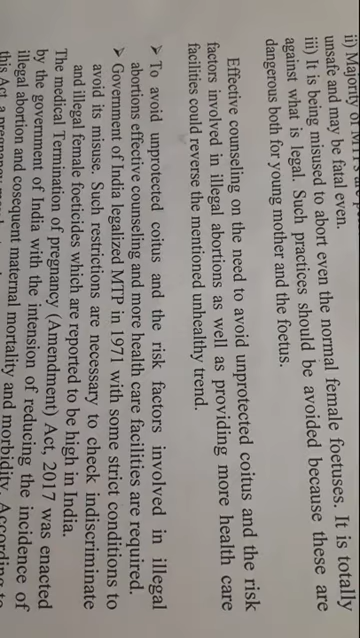 ii) Majority of
unsafe and may be fatal even.
iii) It is being misused to abort even the normal female foetuses. It is totally
against what is legal. Such practices should be avoided because these are
dangerous both for young mother and the foetus.
Effective counseling on the need to avoid unprotected coitus and the risk
factors involved in illegal abortions as well as providing more health care
facilities could reverse the mentioned unhealthy trend.
➢ To avoid unprotected coitus and the risk factors involved in illegal
abortions effective counseling and more health care facilities are required.
➢ Government of India legalized MTP in 1971 with some strict conditions to
avoid its misuse. Such restrictions are necessary to check indiscriminate
and illegal female foeticides which are reported to be high in India.
The medical Termination of pregnancy (Amendment) Act, 2017 was enacted
by the government of India with the intension of reducing the incidence of
illegal abortion and cosequent maternal mortality and morbidity. According to
this Act, a pregnancy